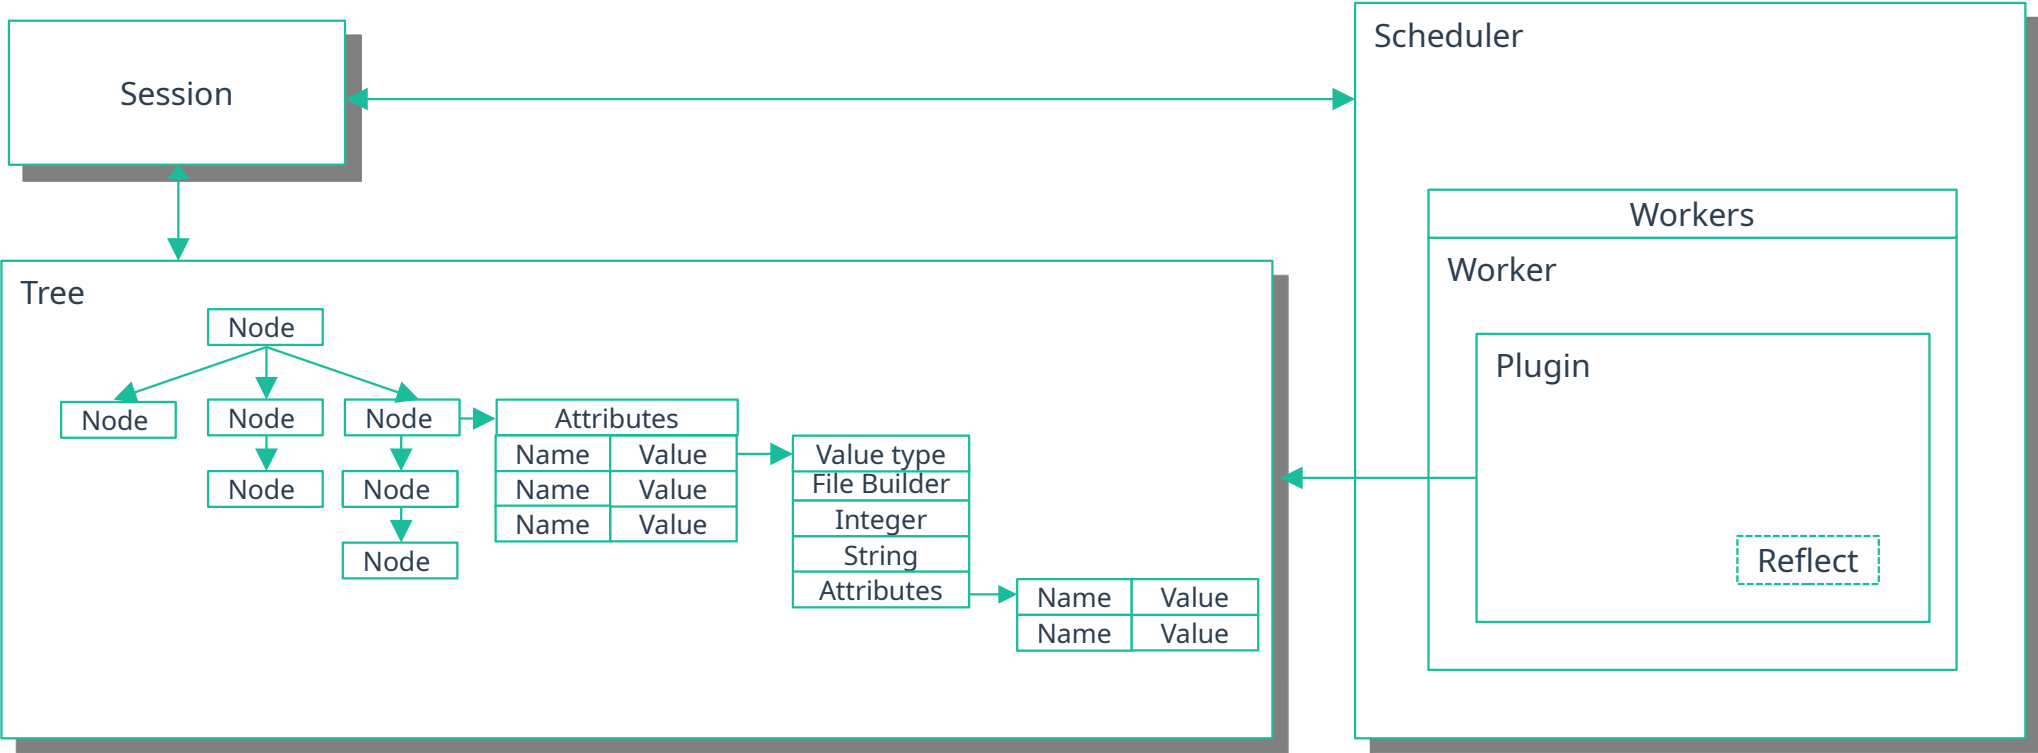 Session
Scheduler
Workers
Worker
Plugin
Reflect
Tree
Node
Node
Node
Node
Node
Node
Node
Attributes
Name Value
Name Value
Name Value
Value type
File Builder
Integer
String
Attributes
Name Value
Name Value